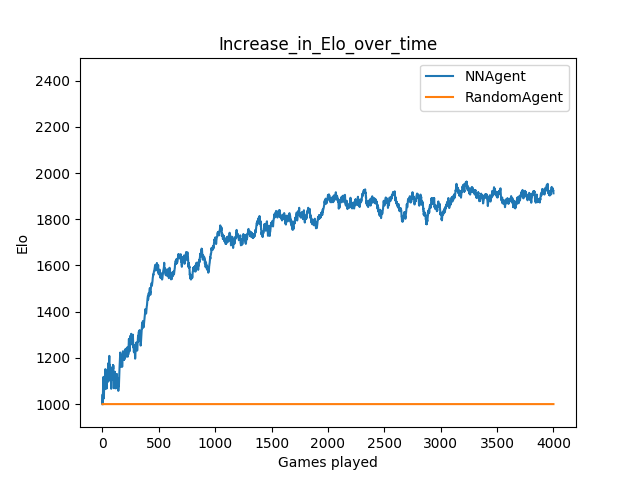 Increase_in_Elo_over_time
NNAgent
RandomAgent
2400
2200
2000
1800
1600
1400
1200
1000
Elo
0 500 1000 1500 2000 2500 3000 3500 4000
Games played